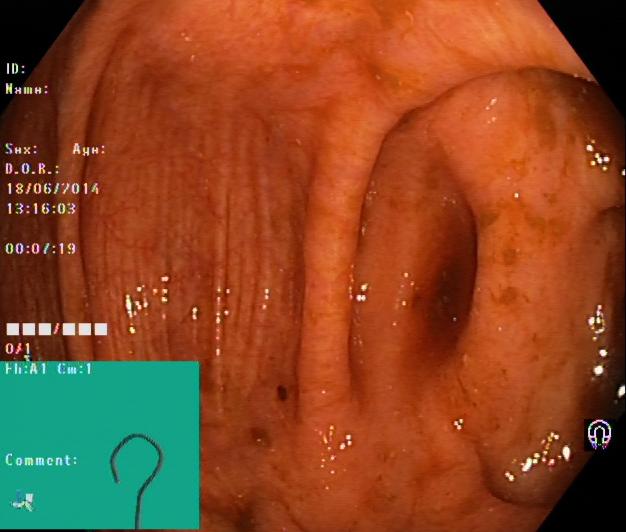 ID:
Name:
Sex: Age:
D.O.R.:
18/06/2014
13:16:03
00:07:19
0/1
Eh:A1 Cm:1
Comment: